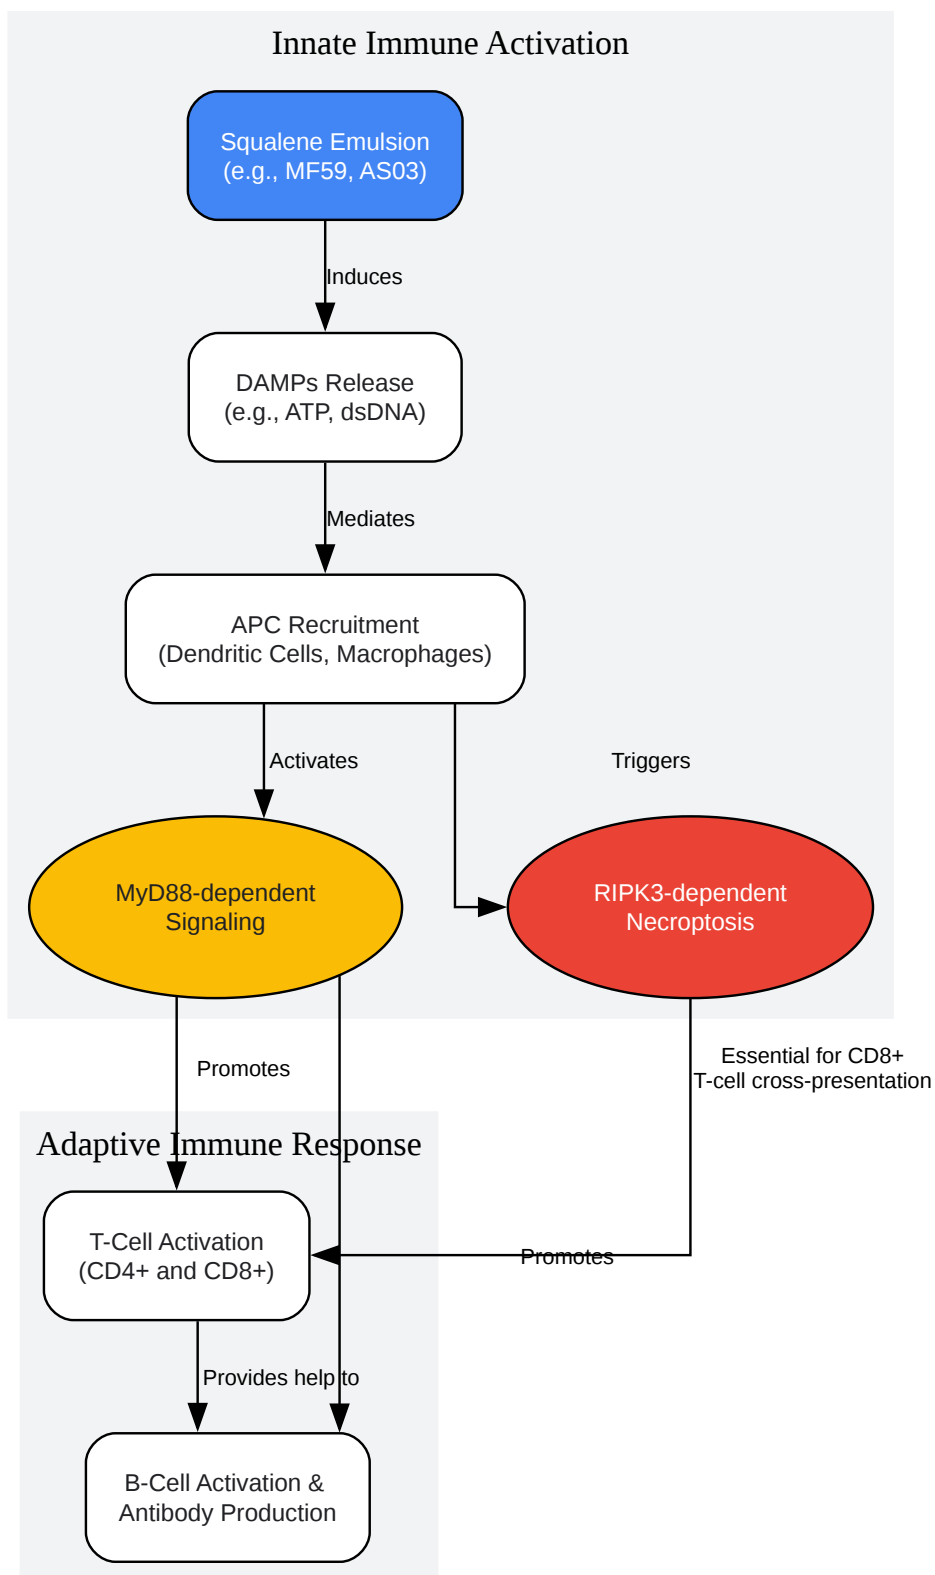 Innate Immune Activation
Squalene Emulsion
(e.g., MF59, AS03)
Induces
DAMPs Release
(e.g., ATP, dsDNA)
Mediates
APC Recruitment
(Dendritic Cells, Macrophages)
Activates
Triggers
MyD88-dependent
Signaling
RIPK3-dependent
Necroptosis
Essential for CD8+
T-cell cross-presentation
Promotes
Adaptive Immune Response
T-Cell Activation
(CD4+ and CD8+)
Promotes
Provides help to
B-Cell Activation &
Antibody Production